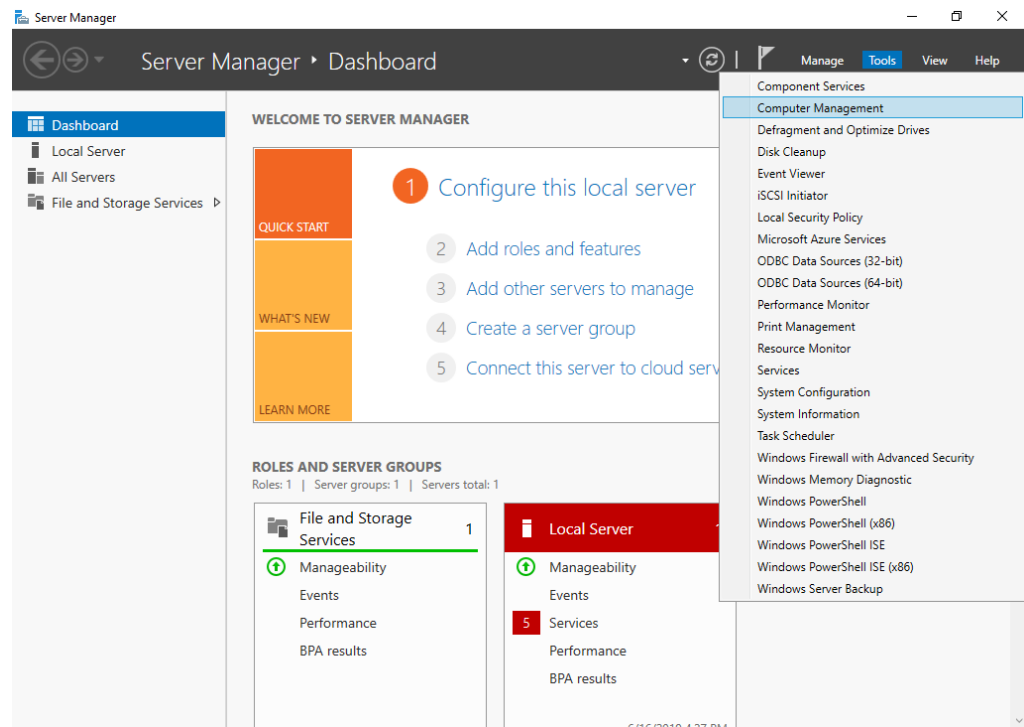 Server Manager
Server Manager ‣ Dashboard
Manage Tools View Help
Dashboard
Local Server
All Servers
File and Storage Services
WELCOME TO SERVER MANAGER
QUICK START
WHAT'S NEW
LEARN MORE
1 Configure this local server
2 Add roles and features
3 Add other servers to manage
4 Create a server group
5 Connect this server to cloud serv
ROLES AND SERVER GROUPS
Roles: 1 | Server groups: 1 | Servers total: 1
File and Storage
Services
1
Manageability
Events
Performance
BPA results
Local Server
Manageability
Events
5 Services
Performance
BPA results
Component Services
Computer Management
Defragment and Optimize Drives
Disk Cleanup
Event Viewer
iSCSI Initiator
Local Security Policy
Microsoft Azure Services
ODBC Data Sources (32-bit)
ODBC Data Sources (64-bit)
Performance Monitor
Print Management
Resource Monitor
Services
System Configuration
System Information
Task Scheduler
Windows Firewall with Advanced Security
Windows Memory Diagnostic
Windows PowerShell
Windows PowerShell (x86)
Windows PowerShell ISE
Windows PowerShell ISE (x86)
Windows Server Backup